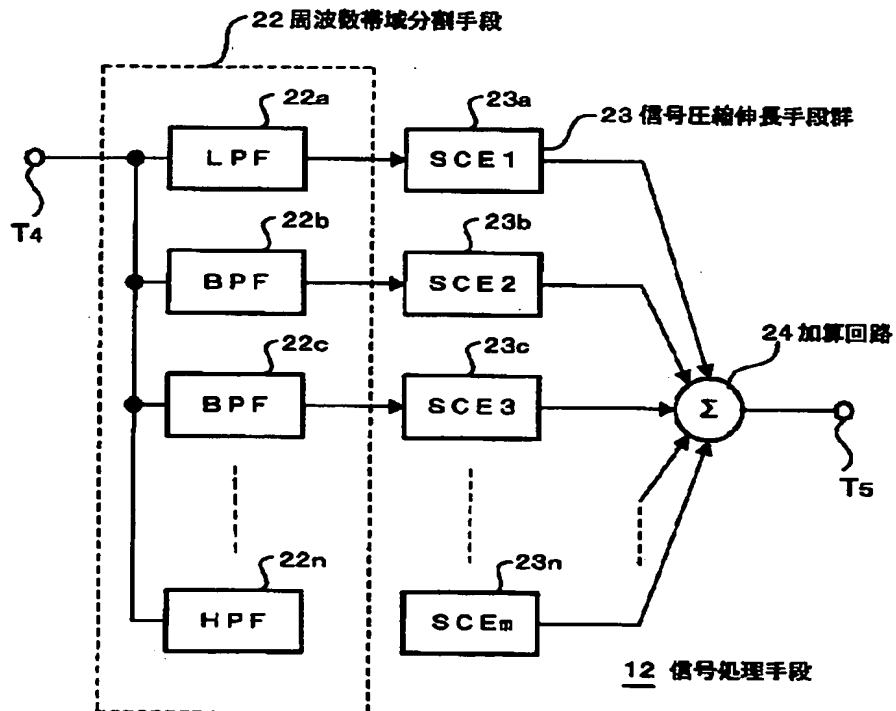 22 周波数帯域分割手段
22a
23a
23 信号圧縮伸長手段群
LPF
SCE1
T4
22b
23b
BPF
SCE2
22c
23c
24 加算回路
BPF
SCE3
Σ
T5
22n
23n
HPF
SCEm
12 信号処理手段